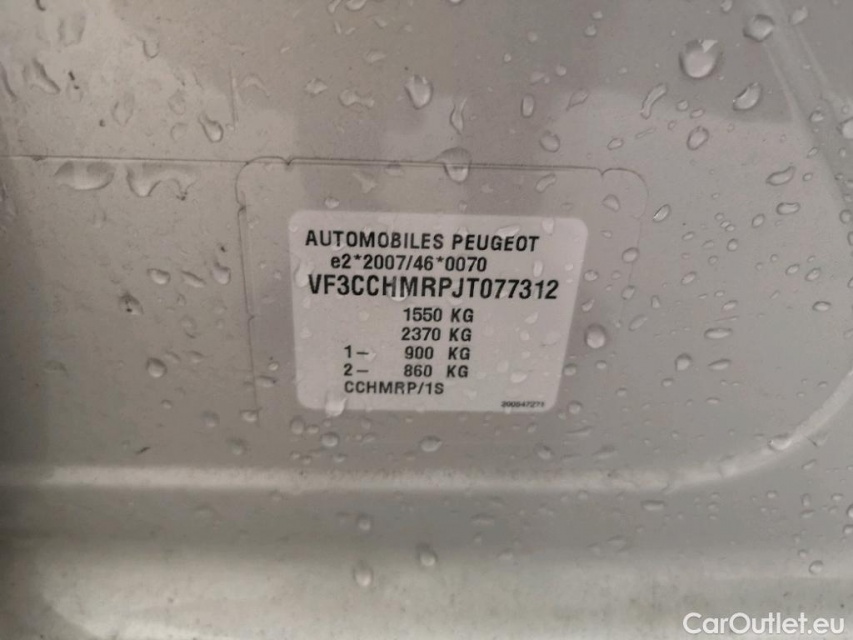 AUTOMOBILES PEUGEOT
e2*2007/46*0070
VF3CCHMRPJT077312
1550 KG
2370 KG
1- 900 KG
2- 860 KG
CCHMRP/1S
CarOutlet.eu